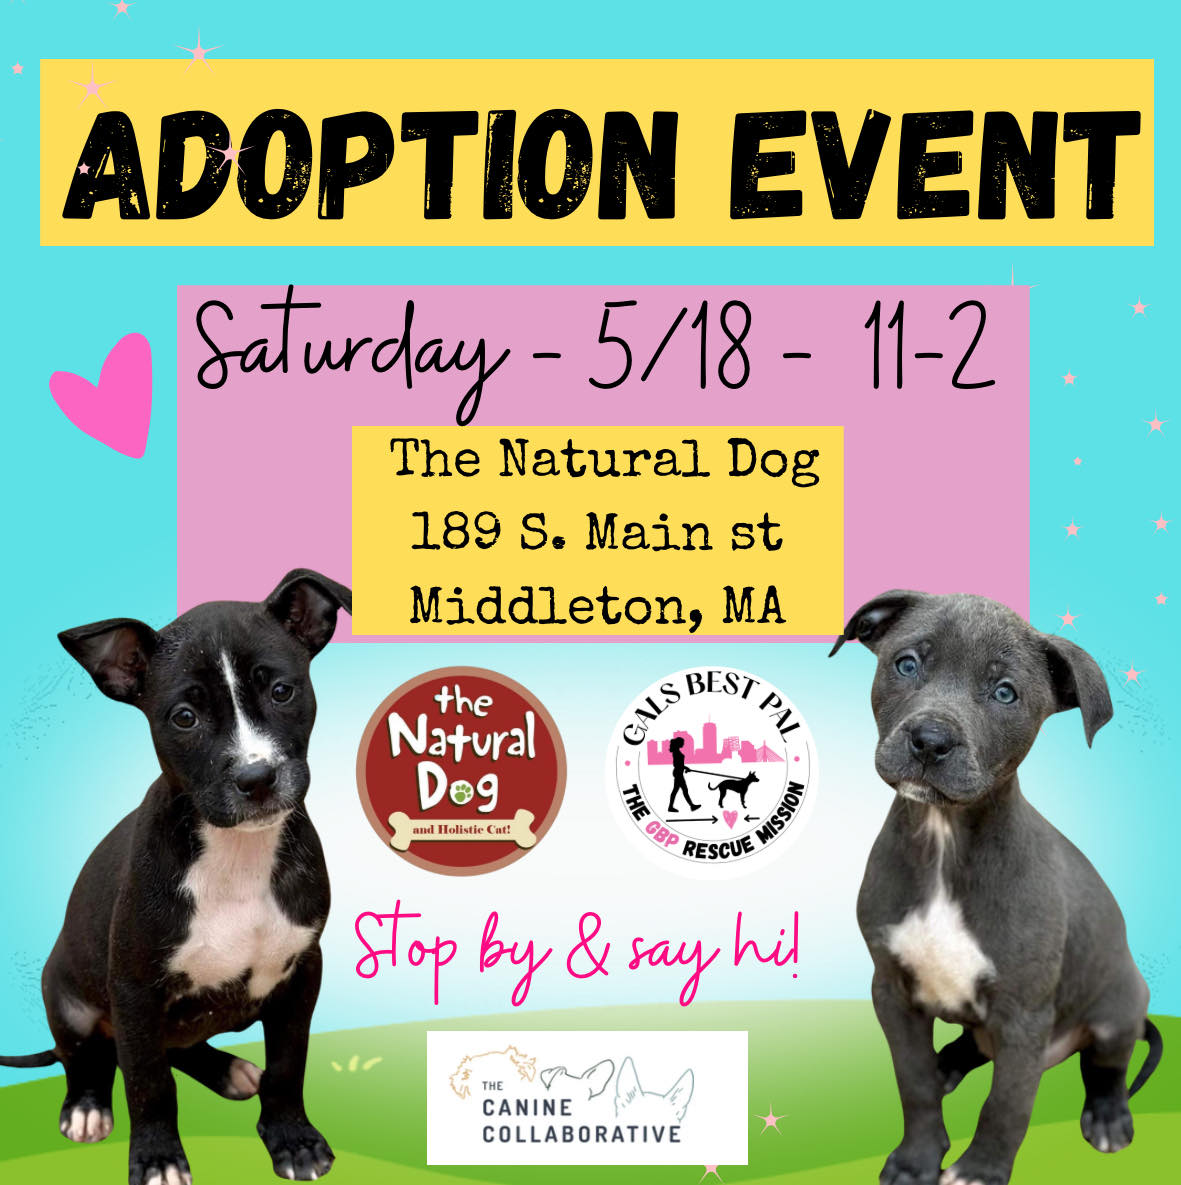 ADOPTION EVENT
Saturday - 5/18 - 11-2
The Natural Dog
189 S. Main st
Middleton, MA
the
Natural
Dog
and Holistic Cat!
GALS BEST PAL
THE GBP RESCUE MISSION
Stop by & say hi!
THE
CANINE
COLLABORATIVE